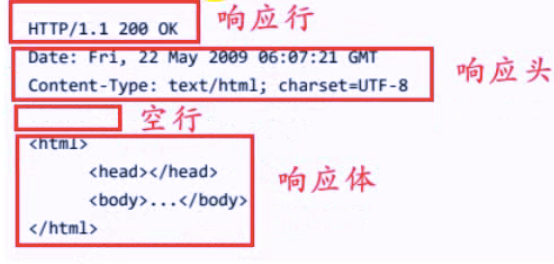 HTTP/1.1 200 OK 响应行
Date: Fri, 22 May 2009 06:07:21 GMT
Content-Type: text/html; charset=UTF-8 响应头
空行
<html>
<head></head>
<body>...</body> 响应体
</html>